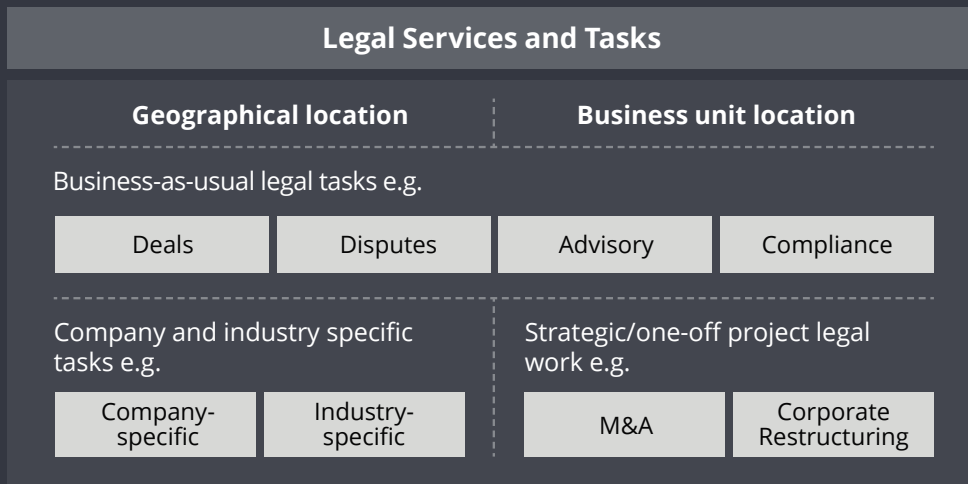 Legal Services and Tasks
Geographical location
Business unit location
Business-as-usual legal tasks e.g.
Deals
Disputes
Advisory
Compliance
Company and industry specific
tasks e.g.
Company-
specific
Industry-
specific
Strategic/one-off project legal
work e.g.
M&A
Corporate
Restructuring